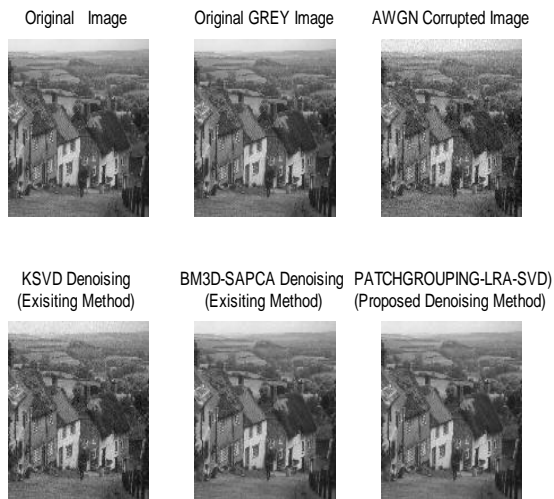 Original Image
Original GREY Image
AWGN Corrupted Image
KSVD Denoising
(Exisiting Method)
BM3D-SAPCA Denoising
(Exisiting Method)
PATCHGROUPING-LRA-SVD)
(Proposed Denoising Method)